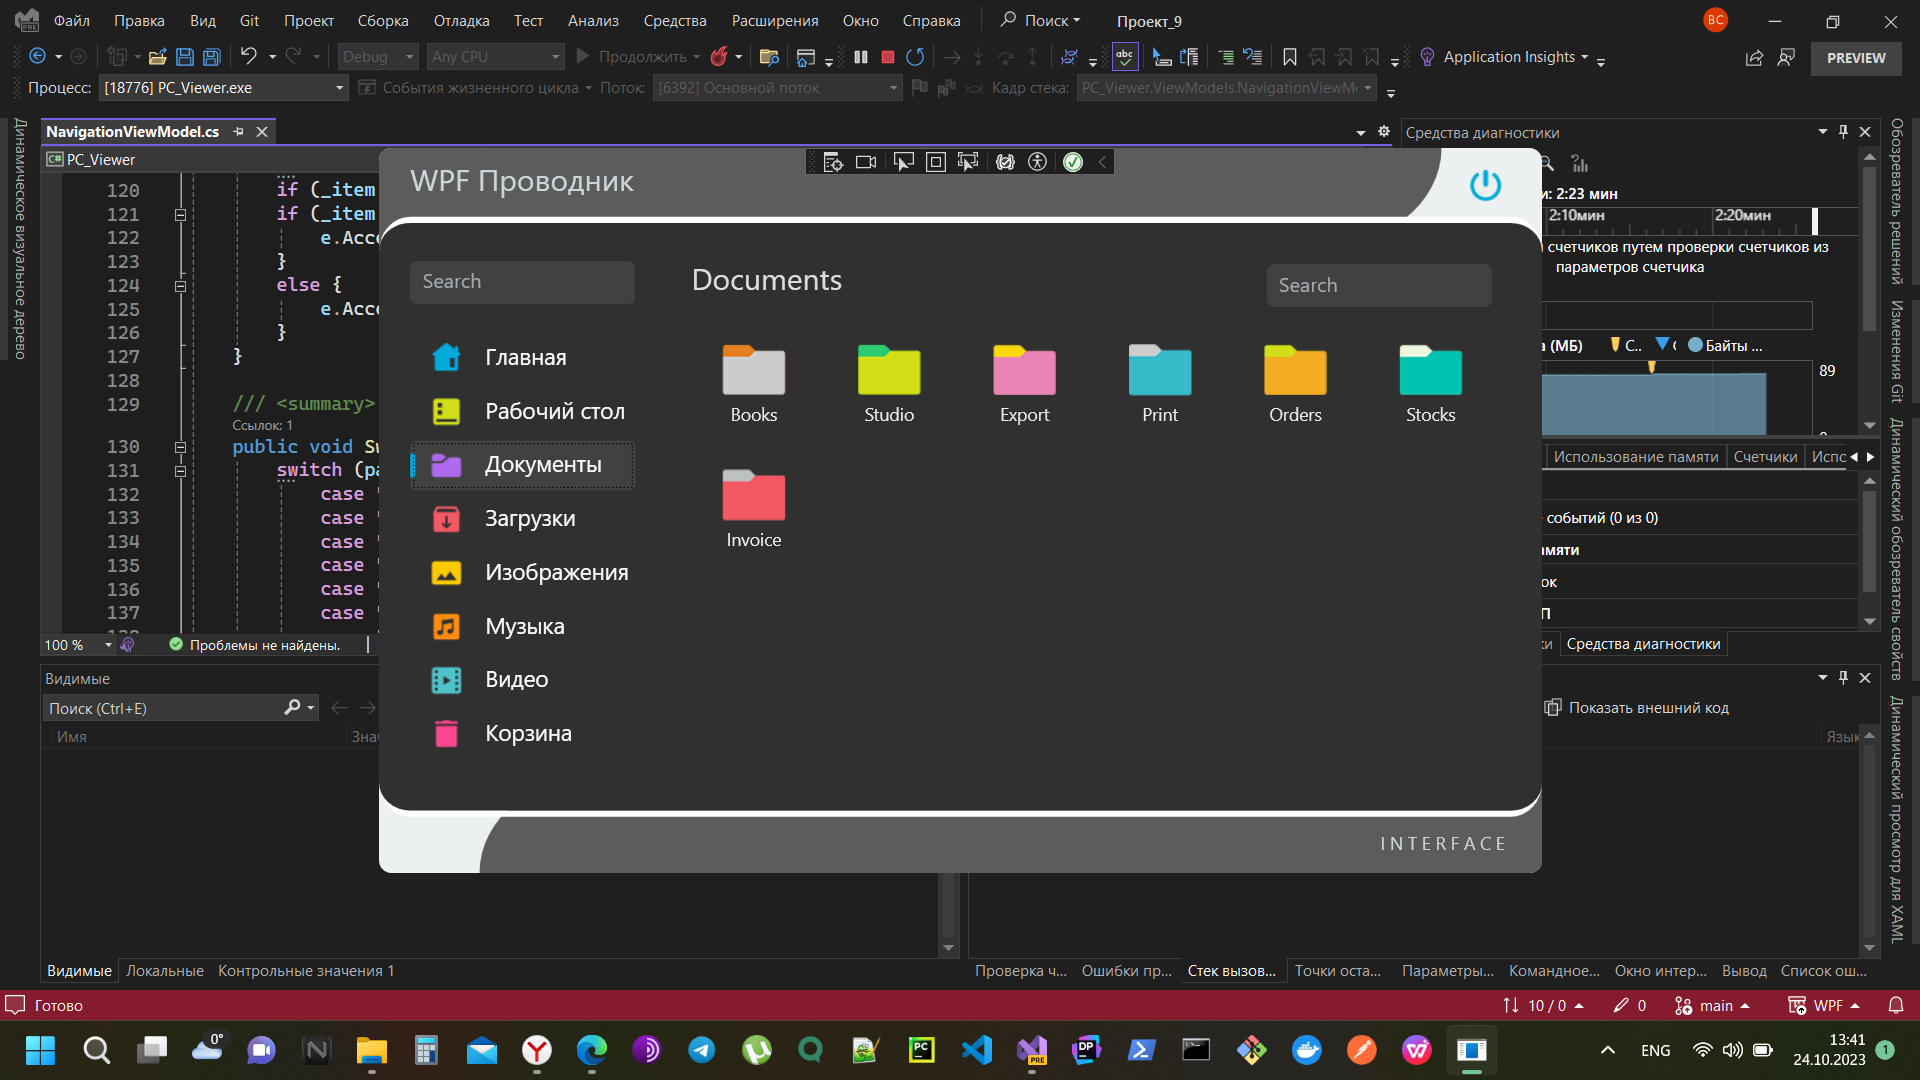 Файл Правка Вид Git Проект Сборка Отладка Тест Анализ Средства Расширения Окно Справка Поиск Проект_9 ВС
Debug Any CPU Продолжить Application Insights PREVIEW
Процесс: [18776] PC_Viewer.exe События жизненного цикла Поток: [6392] Основной поток Кадр стека: PC_Viewer.ViewModels.NavigationViewM
NavigationViewModel.cs
PC_Viewer
Динамическое визуальное дерево
120 if (_item
121 if (_item
122 e.Acce
123 }
124 else {
125 e.Acce
126 }
127 }
128
129 /// <summary>
Ссылок: 1
130 public void Sw
131 switch (pa
132 case
133 case
134 case
135 case
136 case
137 case
100 % Проблемы не найдены.
WPF Проводник
Search
Главная
Рабочий стол
Документы
Загрузки
Изображения
Музыка
Видео
Корзина
Documents
Search
Books Studio Export Print Orders Stocks
Invoice
INTERFACE
Средства диагностики
и: 2:23 мин
2:10мин 2:20мин
счетчиков путем проверки счетчиков из
параметров счетчика
а (МБ) С.. Байты ...
89
Использование памяти Счетчики Испо
событий (0 из 0)
амяти
ок
П
ки Средства диагностики
Показать внешний код
Язык
Обозреватель решений
Изменения Git
Динамический обозреватель свойств
Динамический просмотр для XAML
Видимые
Поиск (Ctrl+E)
Имя Зна
Видимые Локальные Контрольные значения 1
Проверка ч... Ошибки пр... Стек вызов... Точки оста... Параметры... Командное... Окно интер... Вывод Список ош...
Готово 10 / 0 0 main WPF
0° PRE ENG 13:41
24.10.2023 1